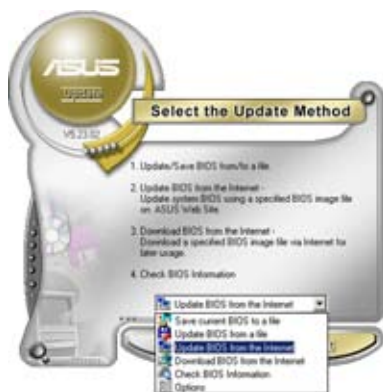 ASUS
Update
V5.23.02
Select the Update Method
1. Update/Save BIOS from/to a file.
2. Update BIOS from the Internet -
Update system BIOS using a specified BIOS image file
on ASUS Web Site.
3. Download BIOS from the Internet -
Download a specified BIOS image file via Internet for
later usage.
4. Check BIOS Information
Update BIOS from the Internet
Save current BIOS to a file
Update BIOS from a file
Update BIOS from the Internet
Download BIOS from the Internet
Check BIOS Information
Options